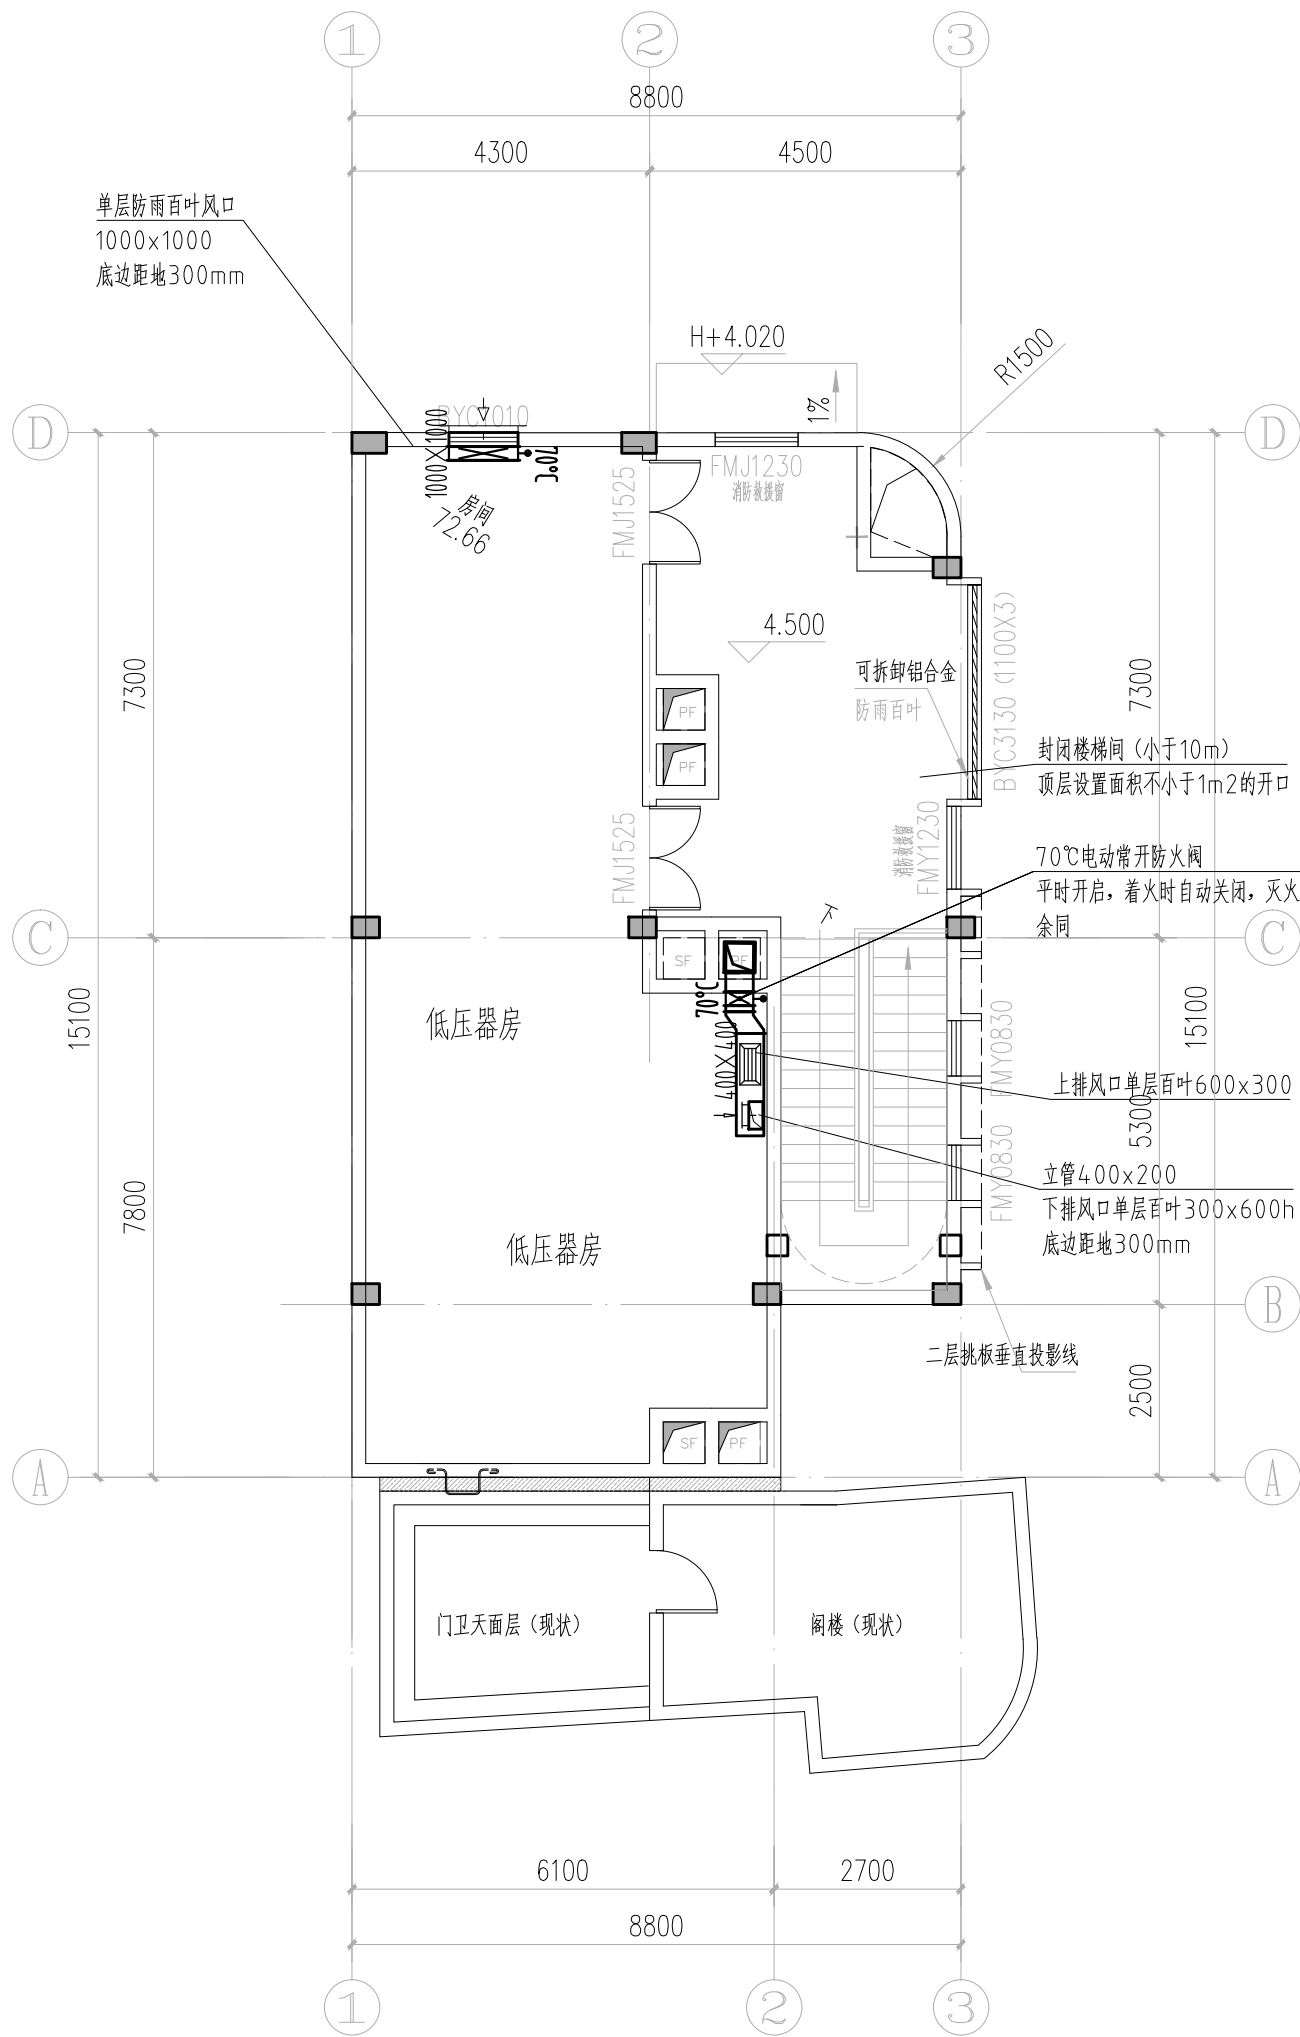 1
2
3
8800
4300
4500
单层防雨百叶风口
1000x1000
底边距地300mm
H+4.020
R1500
1%
D
D
BYC1010
1000X1000
70℃
FMJ1230
消防救援窗
FMJ1525
房间
72.66
4.500
BYC3130 (1100X3)
7300
7300
可拆卸铝合金
防雨百叶
PF
PF
封闭楼梯间（小于10m）
顶层设置面积不小于1m2的开口
FMJ1525
消防救援窗
FMY1230
70℃电动常开防火阀
平时开启，着火时自动关闭，灭火
余同
下
C
C
SF
PF
70℃
15100
15100
低压器房
400X400
FMY0830
上排风口单层百叶600x300
5300
FMY0830
立管400x200
下排风口单层百叶300x600h
底边距地300mm
7800
低压器房
B
二层挑板垂直投影线
2500
SF
PF
A
A
门卫天面层（现状）
阁楼（现状）
6100
2700
8800
1
2
3